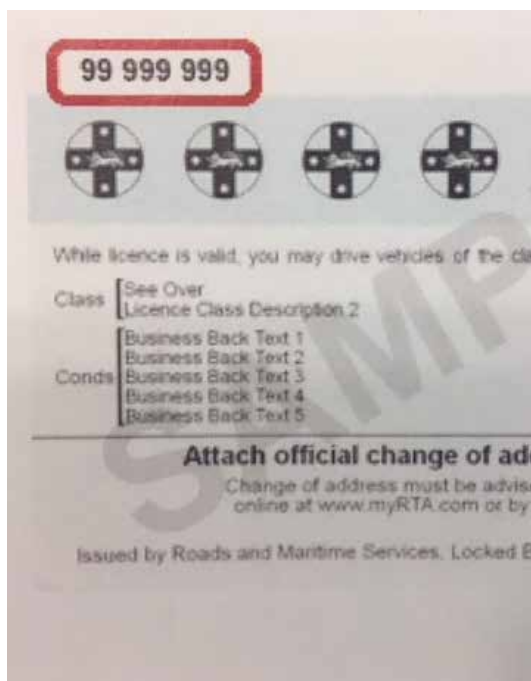 99 999 999
While licence is valid, you may drive vehicles of the cla
Class
See Over
Licence Class Description 2
Conds
Business Back Text 1
Business Back Text 2
Business Back Text 3
Business Back Text 4
Business Back Text 5
SAMP
Attach official change of add
Change of address must be advise
online at www.myRTA.com or by
Issued by Roads and Maritime Services, Locked B